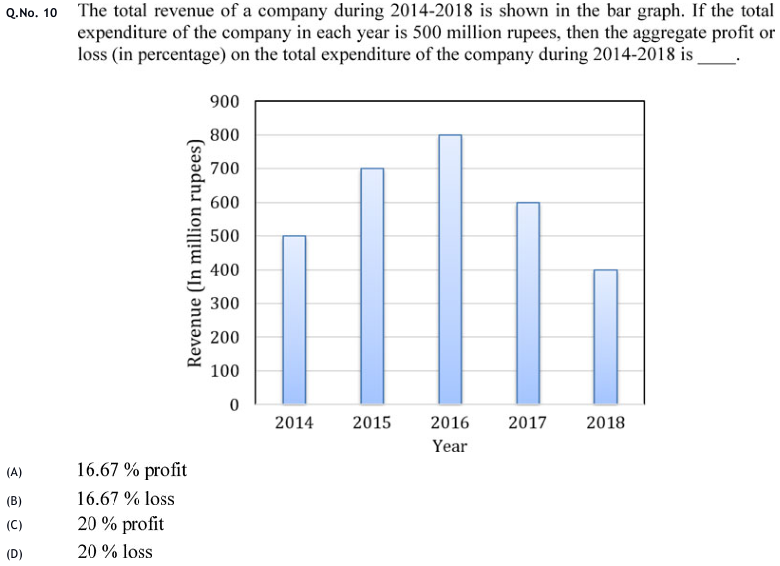 Q.No. 10 The total revenue of a company during 2014-2018 is shown in the bar graph. If the total
expenditure of the company in each year is 500 million rupees, then the aggregate profit or
loss (in percentage) on the total expenditure of the company during 2014-2018 is ____.
900
800
700
600
500
400
300
200
100
0
Revenue (In million rupees)
2014 2015 2016 2017 2018
Year
(A) 16.67 % profit
(B) 16.67 % loss
(C) 20 % profit
(D) 20 % loss